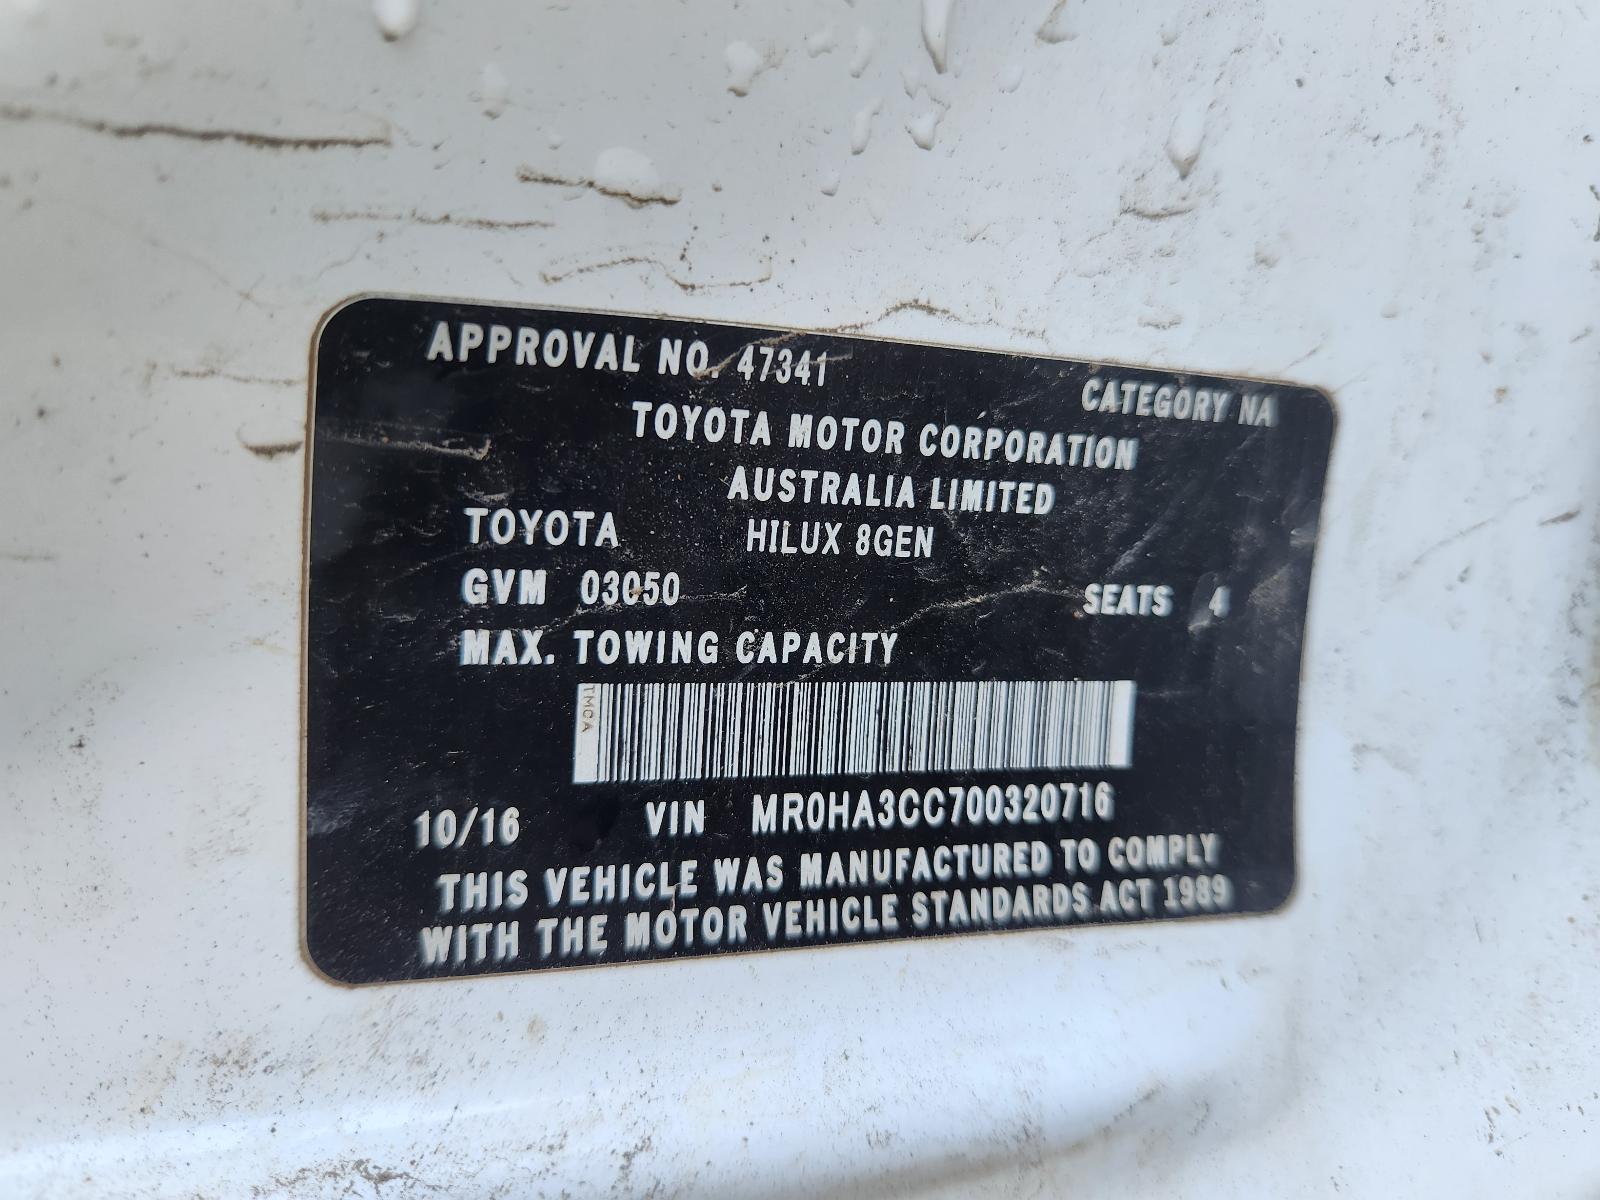 APPROVAL NO. 47341
CATEGORY NA
TOYOTA MOTOR CORPORATION
AUSTRALIA LIMITED
TOYOTA HILUX 8GEN
GVM 03050 SEATS 4
MAX. TOWING CAPACITY
TMCA
10/16 VIN MR0HA3CC700320716
THIS VEHICLE WAS MANUFACTURED TO COMPLY
WITH THE MOTOR VEHICLE STANDARDS ACT 1989